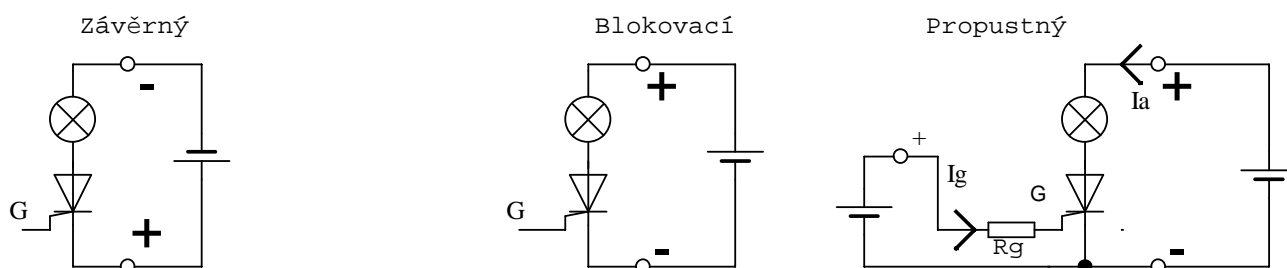 Závěrný
Blokovací
Propustný
-
+
G
+
-
G
Ia
+
+
Ig
G
Rg
-